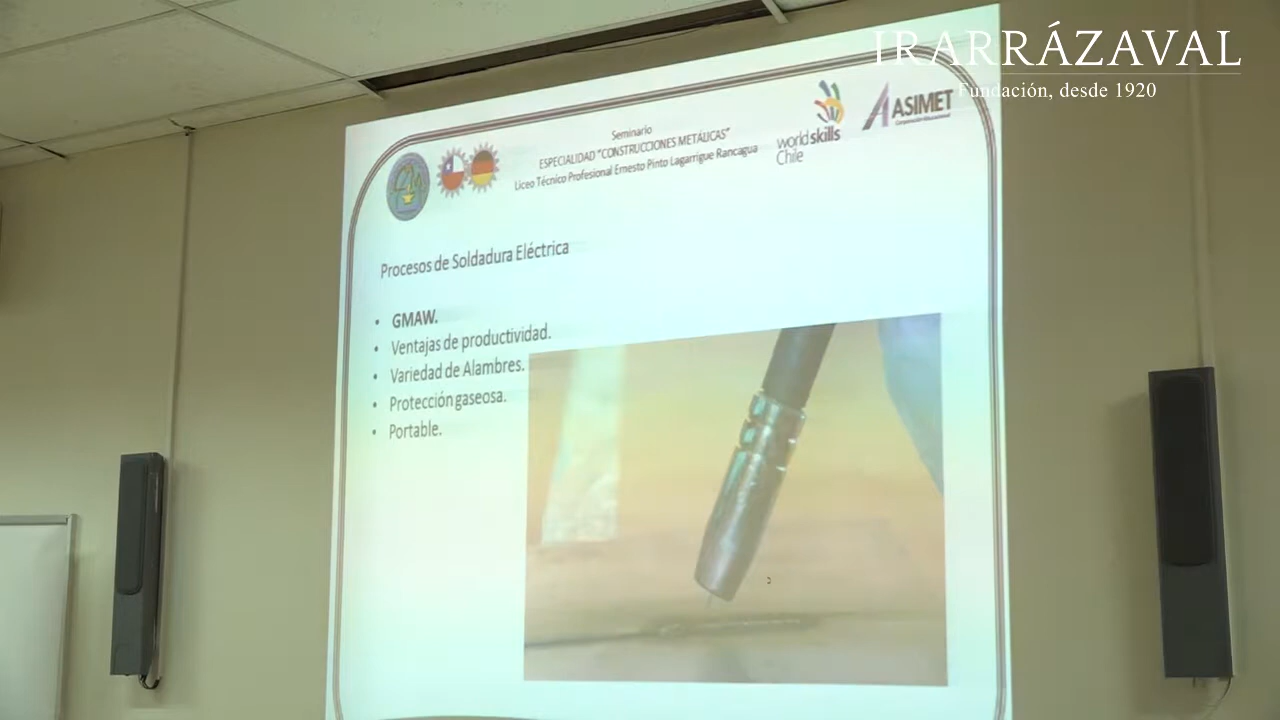 IRARRÁZAVAL
Fundación, desde 1920
Seminario
ESPECIALIDAD "CONSTRUCCIONES METÁLICAS"
Liceo Técnico Profesional Ernesto Pinto Lagarrigue Rancagua
worldskills
Chile
ASIMET
Procesos de Soldadura Eléctrica
• GMAW.
• Ventajas de productividad.
• Variedad de Alambres.
• Protección gaseosa.
• Portable.